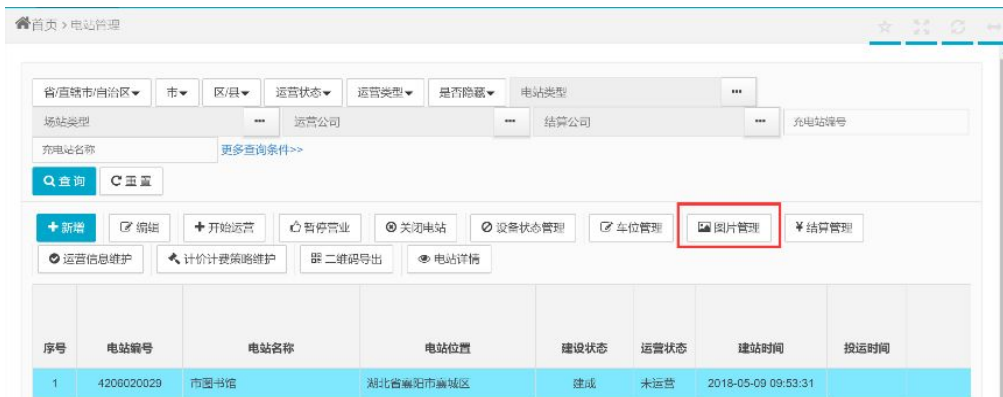 首页 > 电站管理
省/直辖市/自治区 市 区/县 运营状态 运营类型 是否隐藏 电站类型 ...
场站类型 ... 运营公司 ... 结算公司 ... 充电站编号
充电站名称 更多查询条件>>
查询 重置
新增 编辑 开始运营 暂停营业 关闭电站 设备状态管理 车位管理 图片管理 ¥结算管理
运营信息维护 计价计费策略维护 二维码导出 电站详情
序号 电站编号 电站名称 电站位置 建设状态 运营状态 建站时间 投运时间
1 4206020029 市图书馆 湖北省襄阳市襄城区 建成 未运营 2018-05-09 09:53:31